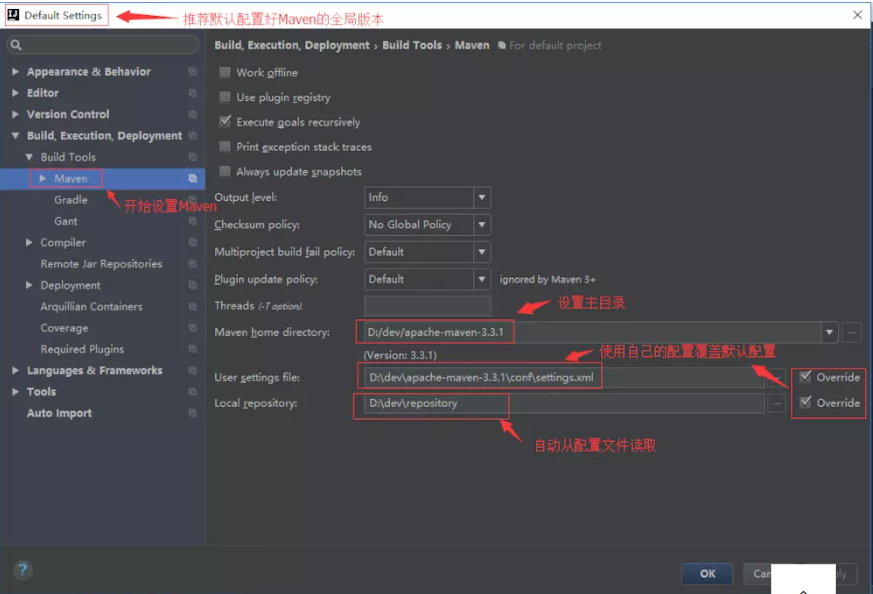 Default Settings
推荐默认配置好Maven的全局版本
Build, Execution, Deployment › Build Tools › Maven For default project
Appearance & Behavior
Editor
Version Control
Build, Execution, Deployment
Build Tools
Maven
开始设置Maven
Gradle
Gant
Compiler
Remote Jar Repositories
Deployment
Arquillian Containers
Coverage
Required Plugins
Languages & Frameworks
Tools
Auto Import
Work offline
Use plugin registry
Execute goals recursively
Print exception stack traces
Always update snapshots
Output level: Info
Checksum policy: No Global Policy
Multiproject build fail policy: Default
Plugin update policy: Default ignored by Maven 3+
Threads (-T option).
设置主目录
Maven home directory: D:/dev/apache-maven-3.3.1 ...
(Version: 3.3.1)
使用自己的配置覆盖默认配置
User settings file: D:\dev\apache-maven-3.3.1\conf\settings.xml ... Override
Local repository: D:\dev\repository ... Override
自动从配置文件读取
? OK